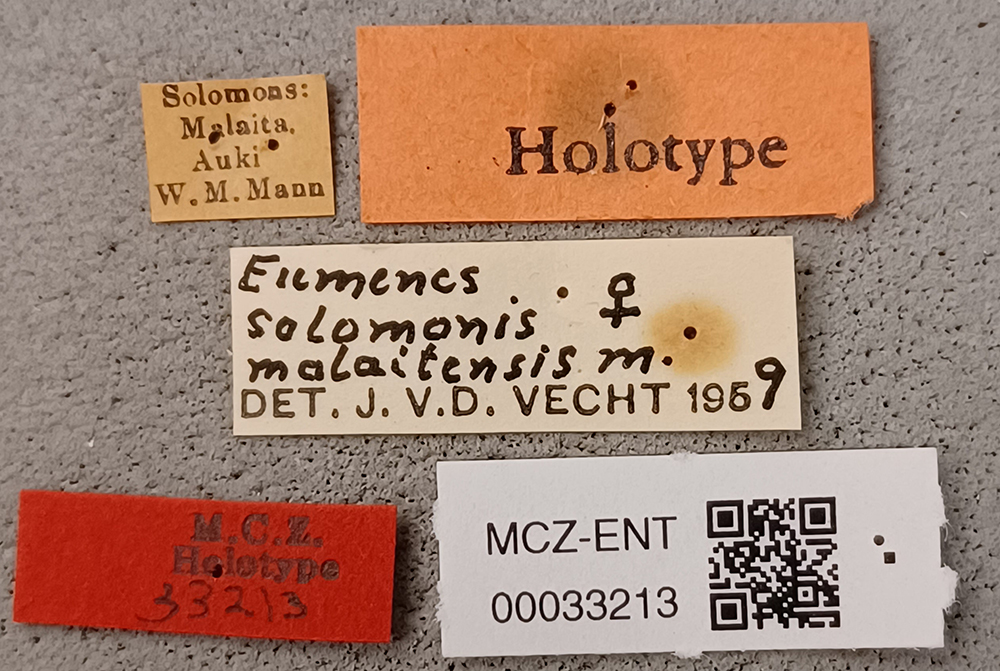 Solomons:
Malaita,
Auki
W. M. Mann
Holotype
Eumenes ♀
solomonis
malaitensis m.
DET. J. V.D. VECHT 1959
M.C.Z.
Holotype
33213
MCZ-ENT
00033213